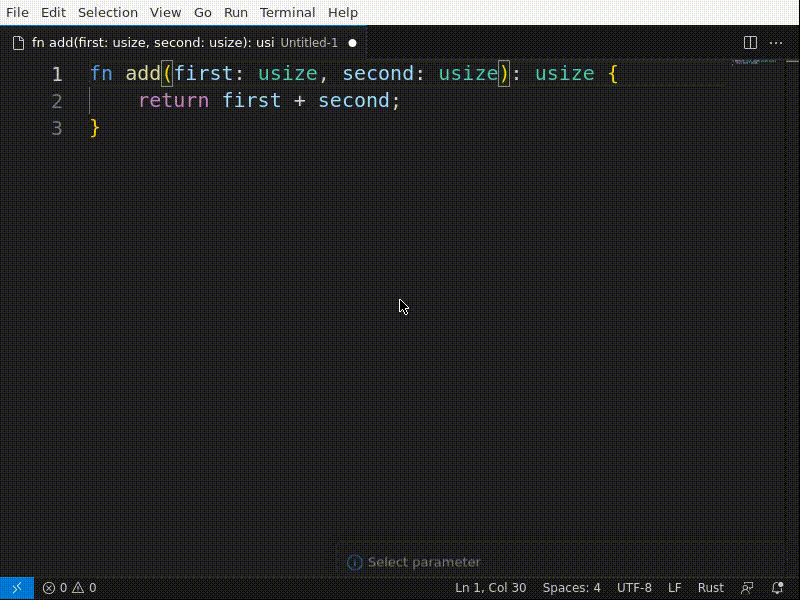 File Edit Selection View Go Run Terminal Help
fn add(first: usize, second: usize): usi Untitled-1
1 fn add(first: usize, second: usize): usize {
2 return first + second;
3 }
Select parameter
0 0 Ln 1, Col 30 Spaces: 4 UTF-8 LF Rust